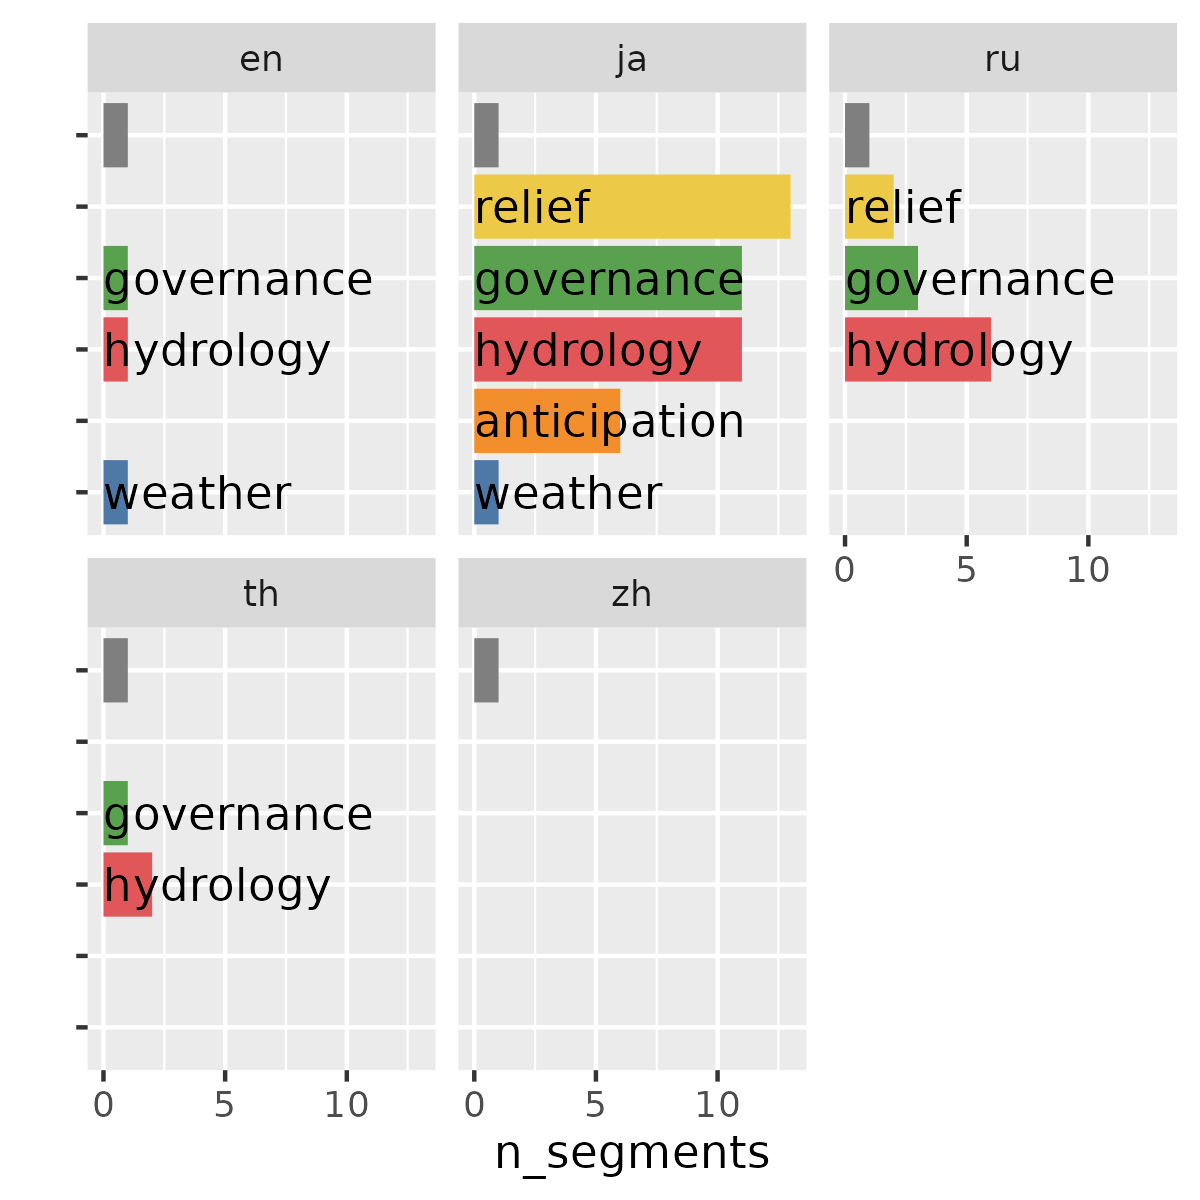 en
governance
hydrology
weather
ja
relief
governance
hydrology
anticipation
weather
ru
relief
governance
hydrology
0 5 10
th
governance
hydrology
0 5 10
zh
0 5 10
n_segments